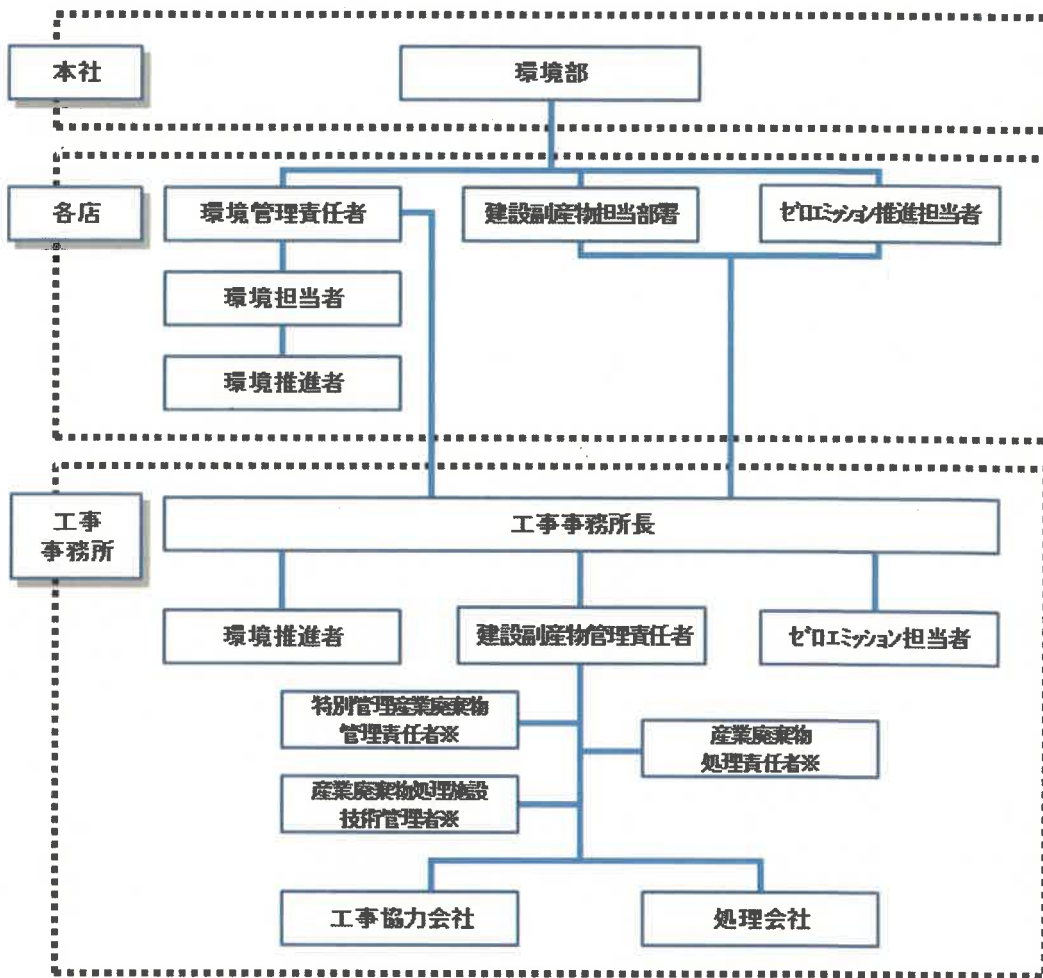 本社
環境部
各店
環境管理責任者
建設副産物担当部署
ゼロエミッション推進担当者
環境担当者
環境推進者
工事
事務所
工事事務所長
環境推進者
建設副産物管理責任者
ゼロエミッション担当者
特別管理産業廃棄物
管理責任者※
産業廃棄物
処理責任者※
産業廃棄物処理施設
技術管理者※
工事協力会社
処理会社